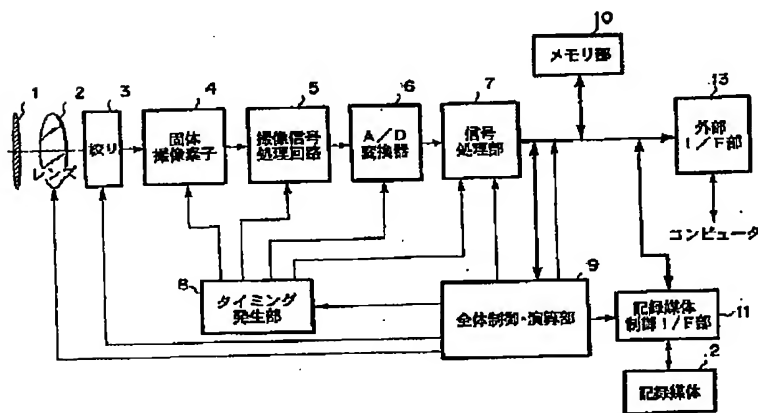 10
メモリ部
1
2
3
4
5
6
7
13
レンズ
絞り
固体
撮像素子
撮像信号
処理回路
A/D
変換器
信号
処理部
外部
I/F部
コンピュータ
8
タイミング
発生部
9
全体制御・演算部
記録媒体
制御I/F部
11
2
記録媒体